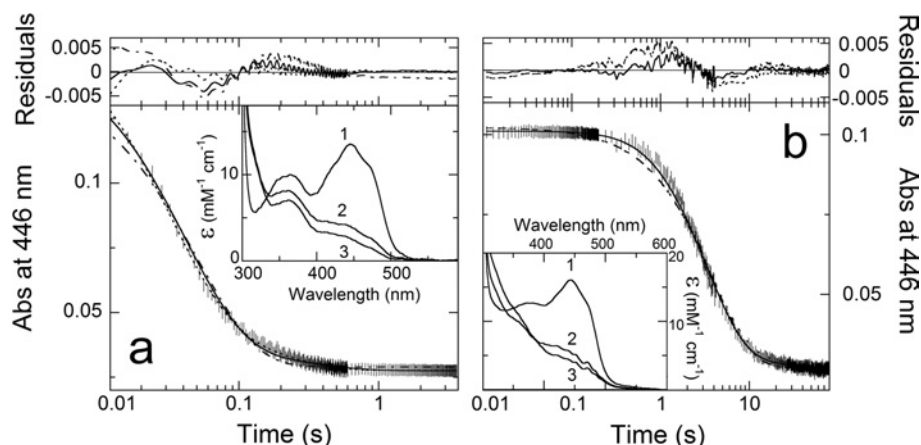 Residuals
0.005
0
-0.005
Abs at 446 nm
0.1
0.05
a
1
2
3
ε (mM⁻¹ cm⁻¹)
10
0
300 400 500
Wavelength (nm)
0.01 0.1 1
Time (s)
0.005
0
-0.005
Residuals
0.1
0.05
Abs at 446 nm
b
Wavelength (nm)
400 500 600
20
10
0
ε (mM⁻¹ cm⁻¹)
1
2
3
0.01 0.1 1 10
Time (s)